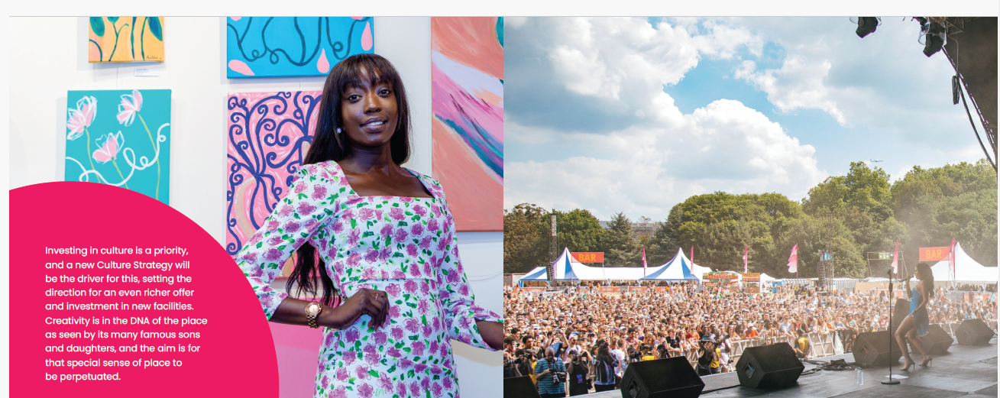 Investing in culture is a priority,
and a new Culture Strategy will
be the driver for this, setting the
direction for an even richer offer
and investment in new facilities.
Creativity is in the DNA of the place
as seen by its many famous sons
and daughters, and the aim is for
that special sense of place to
be perpetuated.
BAR
BAR